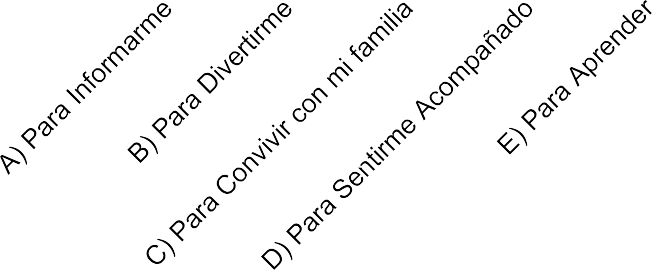 A) Para Informarme
B) Para Divertirme
C) Para Convivir con mi familia
D) Para Sentirme Acompañado
E) Para Aprender